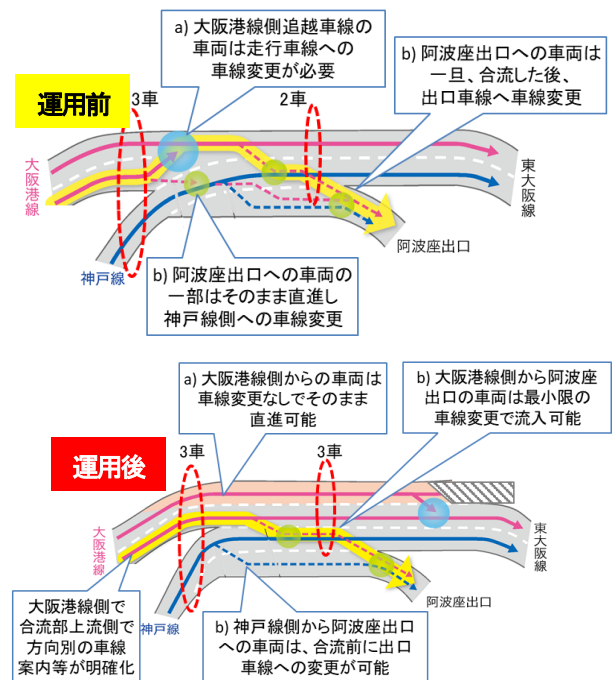 a) 大阪港線側追越車線の
車両は走行車線への
車線変更が必要
b) 阿波座出口への車両は
一旦、合流した後、
出口車線へ車線変更
運用前
3車
2車
大阪港線
東大阪線
阿波座出口
神戸線
b) 阿波座出口への車両の
一部はそのまま直進し
神戸線側への車線変更
a) 大阪港線側からの車両は
車線変更なしでそのまま
直進可能
b) 大阪港線側から阿波座
出口の車両は最小限の
車線変更で流入可能
運用後
3車
3車
大阪港線
東大阪線
阿波座出口
神戸線
大阪港線側で
合流部上流側で
方向別の車線
案内等が明確化
b) 神戸線側から阿波座出口
への車両は、合流前に出口
車線への変更が可能